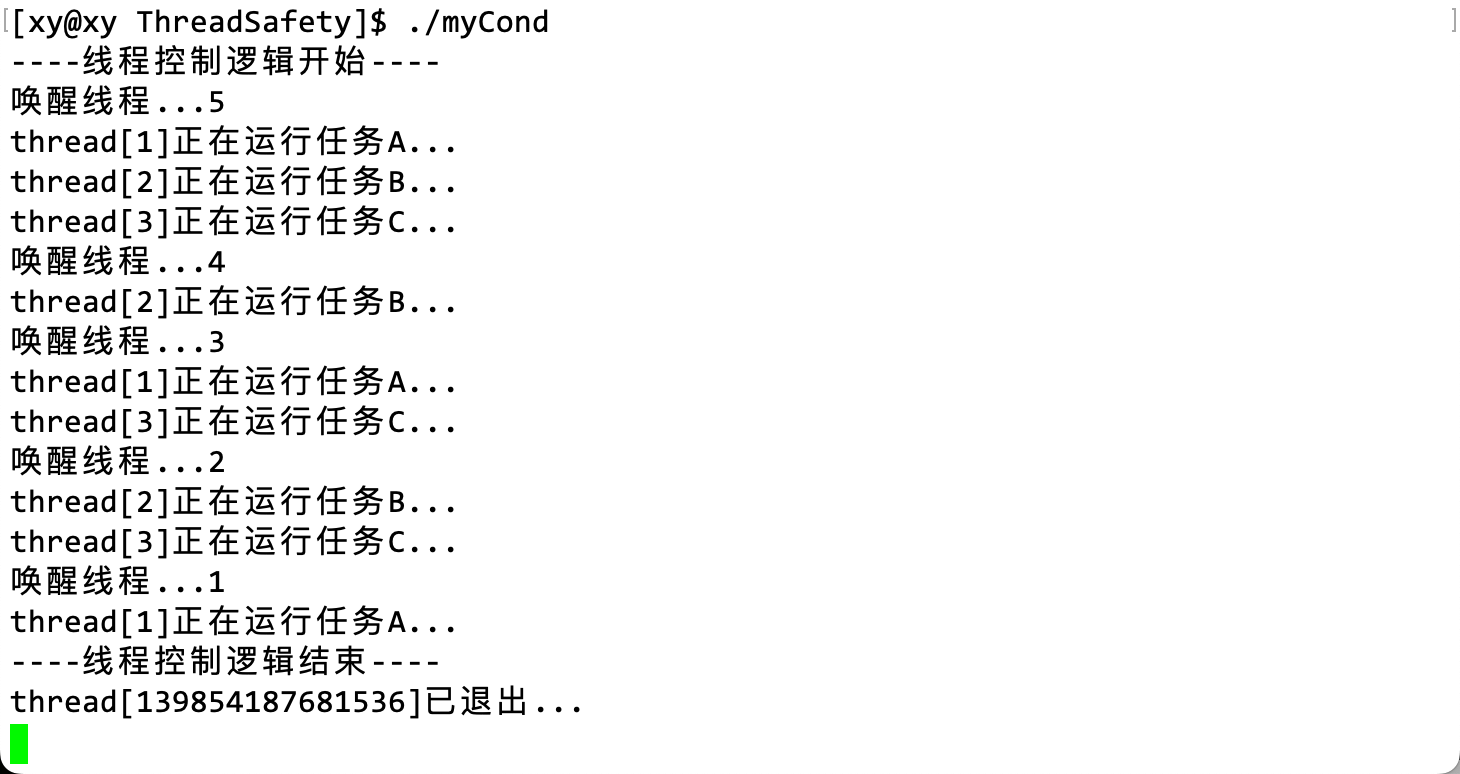 [[xy@xy ThreadSafety]$ ./myCond ]
----线程控制逻辑开始----
唤醒线程...5
thread[1]正在运行任务A...
thread[2]正在运行任务B...
thread[3]正在运行任务C...
唤醒线程...4
thread[2]正在运行任务B...
唤醒线程...3
thread[1]正在运行任务A...
thread[3]正在运行任务C...
唤醒线程...2
thread[2]正在运行任务B...
thread[3]正在运行任务C...
唤醒线程...1
thread[1]正在运行任务A...
----线程控制逻辑结束----
thread[139854187681536]已退出...